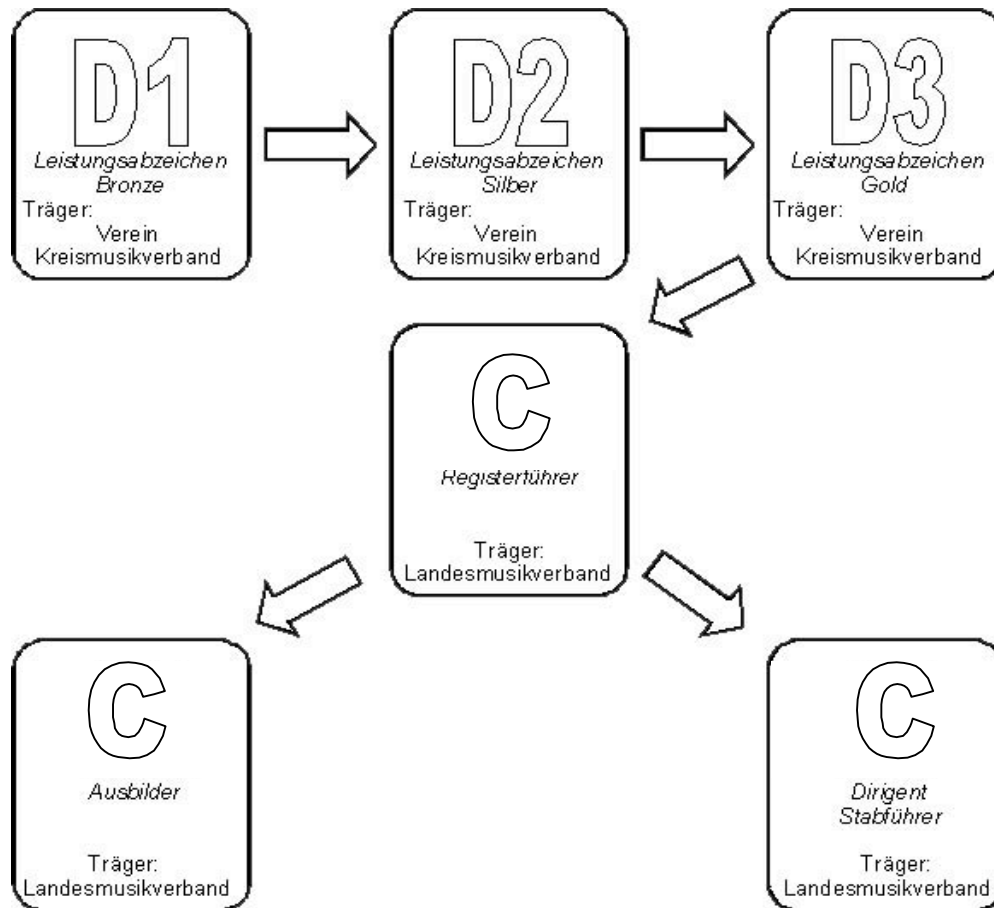 D1
Leistungsabzeichen
Bronze
Träger:
Verein
Kreismusikverband
D2
Leistungsabzeichen
Silber
Träger:
Verein
Kreismusikverband
D3
Leistungsabzeichen
Gold
Träger:
Verein
Kreismusikverband
C
Registerführer
Träger:
Landesmusikverband
C
Ausbilder
Träger:
Landesmusikverband
C
Dirigent
Stabführer
Träger:
Landesmusikverband